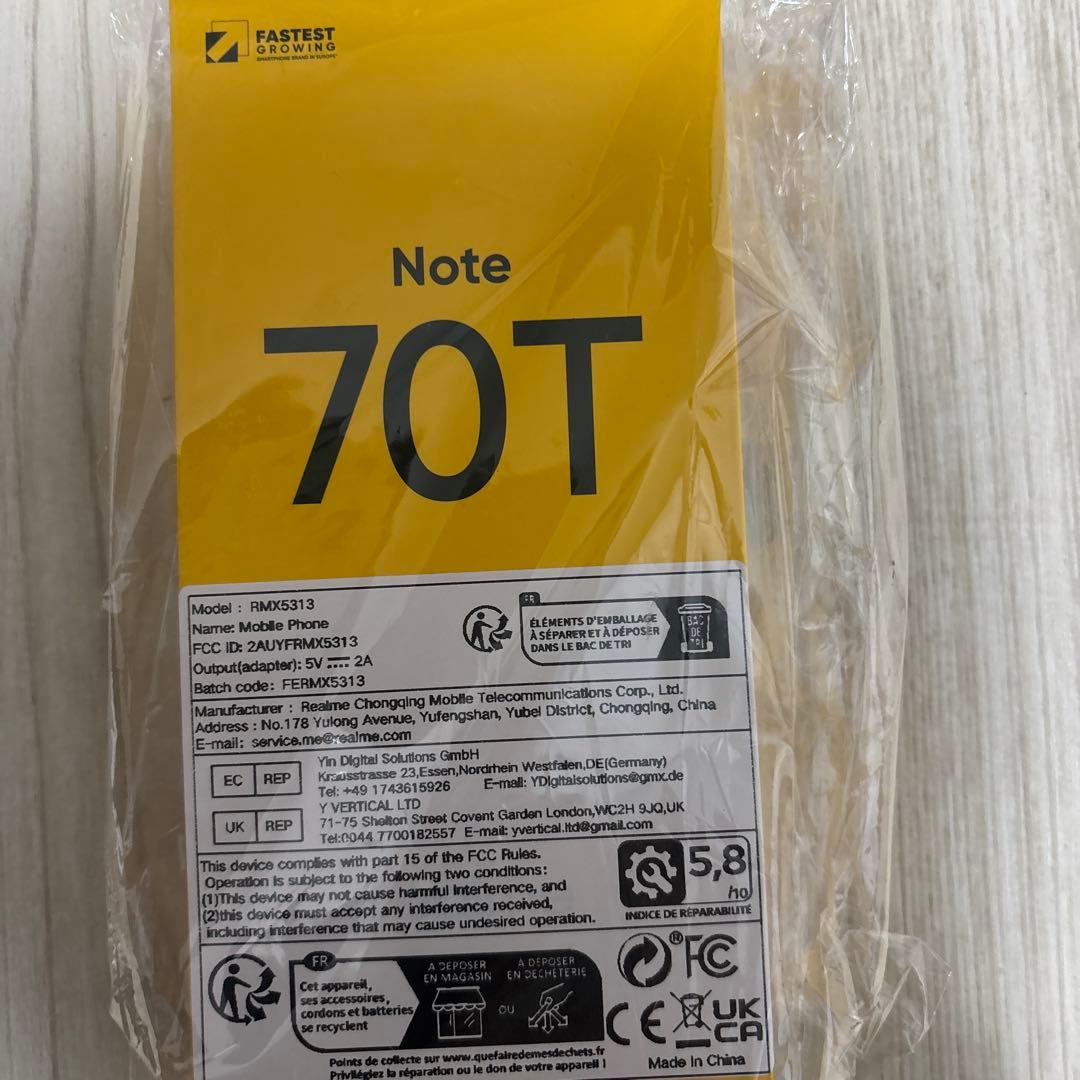 FASTEST
GROWING
SMARTPHONE BRAND IN EUROPE*
Note
70T
Model : RMX5313
Name: Mobile Phone
FCC ID: 2AUYFRMX5313
Output(adapter): 5V 2A
Batch code: FERMX5313
FR
ÉLÉMENTS D'EMBALLAGE
À SÉPARER ET À DÉPOSER
DANS LE BAC DE TRI
BAC
DE
TRI
Manufacturer : Realme Chongqing Mobile Telecommunications Corp., Ltd.
Address : No.178 Yulong Avenue, Yufengshan, Yubei District, Chongqing, China
E-mail: service.me@realme.com
EC REP
Yin Digital Solutions GmbH
Krausstrasse 23,Essen,Nordrhein Westfalen,DE(Germany)
Tel: +49 1743615926 E-mail: YDigitalsolutions@gmx.de
UK REP
Y VERTICAL LTD
71-75 Shelton Street Covent Garden London,WC2H 9JQ,UK
Tel:0044 7700182557 E-mail: yvertical.ltd@gmail.com
This device complies with part 15 of the FCC Rules.
Operation is subject to the following two conditions:
(1)This device may not cause harmful interference, and
(2)this device must accept any interference received,
including interference that may cause undesired operation.
5,8
/10
INDICE DE RÉPARABILITÉ
FR
Cet appareil,
ses accessoires,
cordons et batteries
se recyclent
À DÉPOSER
EN MAGASIN
OU
À DÉPOSER
EN DÉCHÈTERIE
Points de collecte sur www.quefairedemesdechets.fr
Privilégiez la réparation ou le don de votre appareil !
® FC
CE UK
CA
Made in China